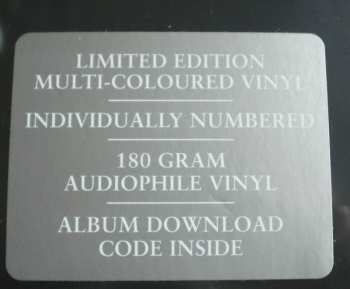 LIMITED EDITION
MULTI-COLOURED VINYL
INDIVIDUALLY NUMBERED
180 GRAM
AUDIOPHILE VINYL
ALBUM DOWNLOAD
CODE INSIDE